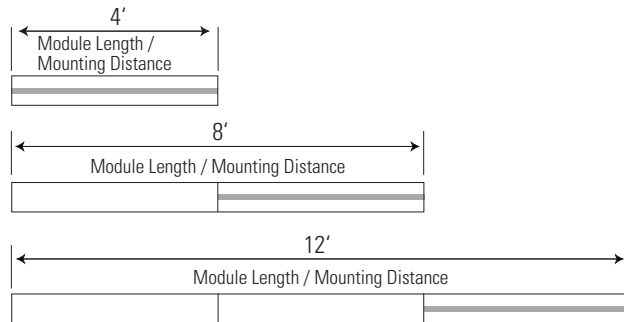 4‘
Module Length /
Mounting Distance
8‘
Module Length / Mounting Distance
12‘
Module Length / Mounting Distance